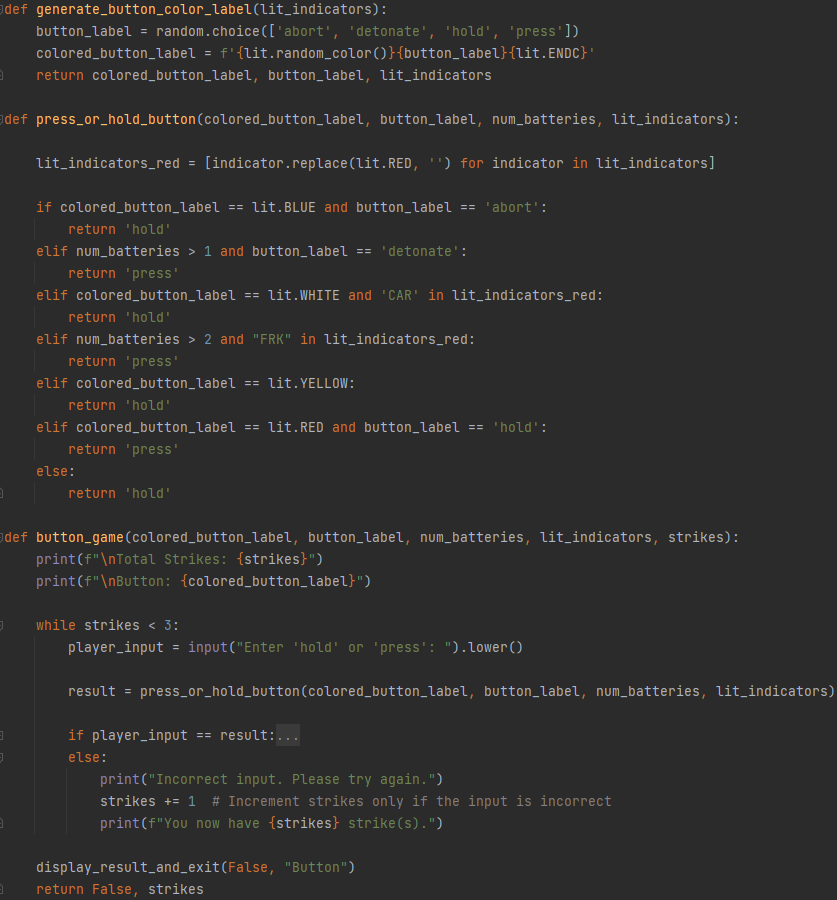 def generate_button_color_label(lit_indicators):
    button_label = random.choice(['abort', 'detonate', 'hold', 'press'])
    colored_button_label = f'{lit.random_color()}{button_label}{lit.ENDC}'
    return colored_button_label, button_label, lit_indicators

def press_or_hold_button(colored_button_label, button_label, num_batteries, lit_indicators):

    lit_indicators_red = [indicator.replace(lit.RED, '') for indicator in lit_indicators]

    if colored_button_label == lit.BLUE and button_label == 'abort':
        return 'hold'
    elif num_batteries > 1 and button_label == 'detonate':
        return 'press'
    elif colored_button_label == lit.WHITE and 'CAR' in lit_indicators_red:
        return 'hold'
    elif num_batteries > 2 and "FRK" in lit_indicators_red:
        return 'press'
    elif colored_button_label == lit.YELLOW:
        return 'hold'
    elif colored_button_label == lit.RED and button_label == 'hold':
        return 'press'
    else:
        return 'hold'

def button_game(colored_button_label, button_label, num_batteries, lit_indicators, strikes):
    print(f"\nTotal Strikes: {strikes}")
    print(f"\nButton: {colored_button_label}")

    while strikes < 3:
        player_input = input("Enter 'hold' or 'press': ").lower()

        result = press_or_hold_button(colored_button_label, button_label, num_batteries, lit_indicators)

        if player_input == result:...
        else:
            print("Incorrect input. Please try again.")
            strikes += 1  # Increment strikes only if the input is incorrect
            print(f"You now have {strikes} strike(s).")

    display_result_and_exit(False, "Button")
    return False, strikes